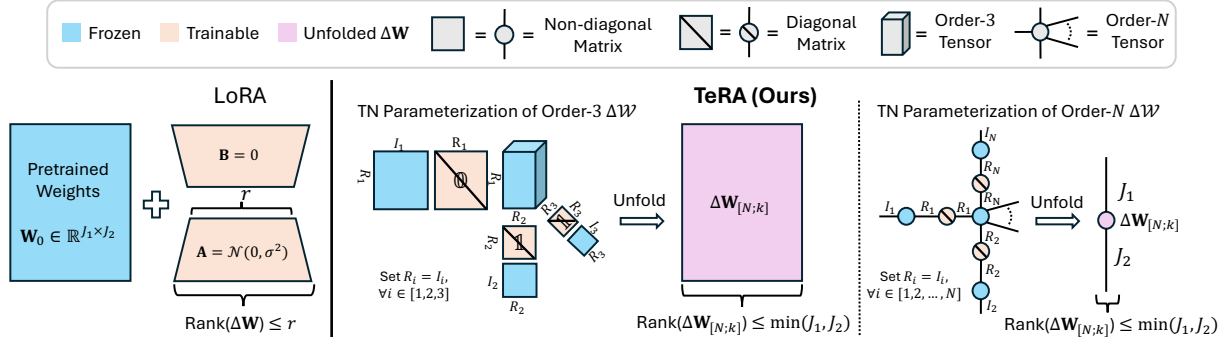 Frozen
Trainable
Unfolded ΔW
= = Non-diagonal
Matrix
= = Diagonal
Matrix
= Order-3
Tensor
= Order-N
Tensor
LoRA
Pretrained
Weights
W₀ ∈ ℝ^{J₁×J₂}
B = 0
r
A = 𝒩(0, σ²)
Rank(ΔW) ≤ r
TeRA (Ours)
TN Parameterization of Order-3 Δ𝒲
I₁
R₁
R₁
𝟘
R₁
R₂
R₂
𝟙
I₂
R₂
R₃
R₃
𝟙
I₃
R₃
Set Rᵢ = Iᵢ,
∀i ∈ [1,2,3]
Unfold
ΔW_{[N;k]}
Rank(ΔW_{[N;k]}) ≤ min(J₁, J₂)
TN Parameterization of Order-N Δ𝒲
I_N
R_N
R_N
I₁ R₁ R₁
R₂
R₂
I₂
Set Rᵢ = Iᵢ,
∀i ∈ [1,2, …, N]
Unfold
J₁
ΔW_{[N;k]}
J₂
Rank(ΔW_{[N;k]}) ≤ min(J₁, J₂)